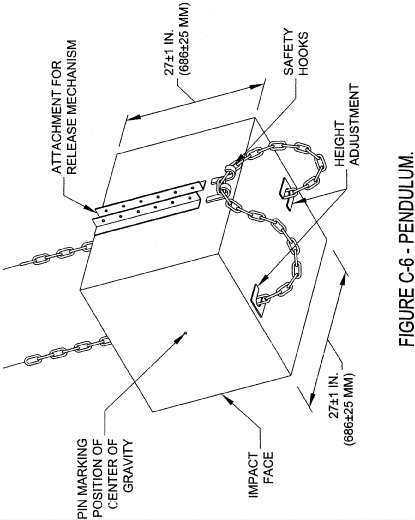 ATTACHMENT FOR
RELEASE MECHANISM
27±1 IN.
(686±25 MM)
SAFETY
HOOKS
HEIGHT
ADJUSTMENT
PIN MARKING
POSITION OF
CENTER OF
GRAVITY
IMPACT
FACE
27±1 IN.
(686±25 MM)
FIGURE C-6 - PENDULUM.